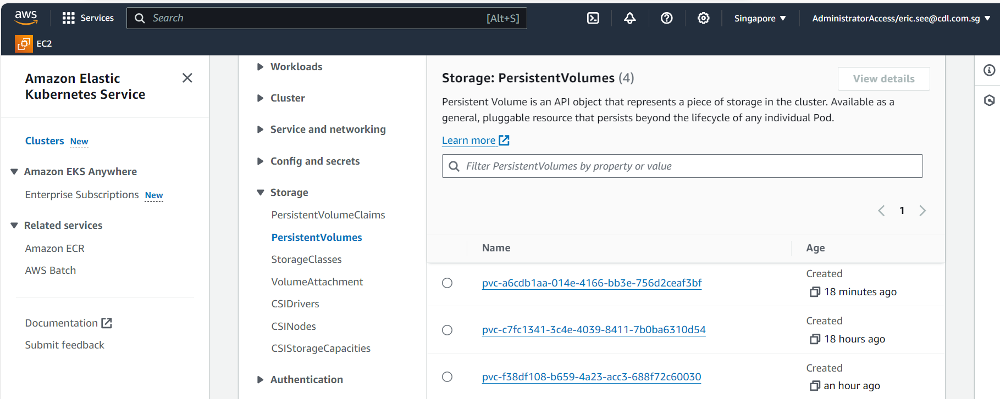 aws
Services
Search
[Alt+S]
Singapore
AdministratorAccess/eric.see@cdl.com.sg
EC2
Amazon Elastic
Kubernetes Service
Clusters New
Amazon EKS Anywhere
Enterprise Subscriptions New
Related services
Amazon ECR
AWS Batch
Documentation
Submit feedback
Workloads
Cluster
Service and networking
Config and secrets
Storage
PersistentVolumeClaims
PersistentVolumes
StorageClasses
VolumeAttachment
CSIDrivers
CSINodes
CSIStorageCapacities
Authentication
Storage: PersistentVolumes (4)
View details
Persistent Volume is an API object that represents a piece of storage in the cluster. Available as a
general, pluggable resource that persists beyond the lifecycle of any individual Pod.
Learn more
Filter PersistentVolumes by property or value
1
Name
Age
pvc-a6cdb1aa-014e-4166-bb3e-756d2ceaf3bf
Created
18 minutes ago
pvc-c7fc1341-3c4e-4039-8411-7b0ba6310d54
Created
18 hours ago
pvc-f38df108-b659-4a23-acc3-688f72c60030
Created
an hour ago